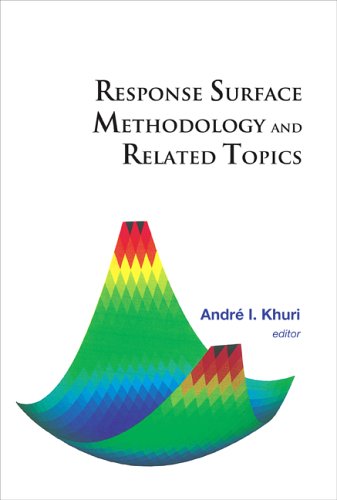 Response Surface
Methodology and
Related Topics
André I. Khuri
editor